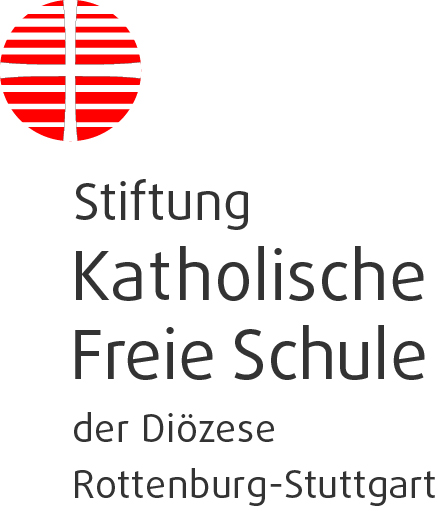 Stiftung
Katholische
Freie Schule
der Diözese
Rottenburg-Stuttgart